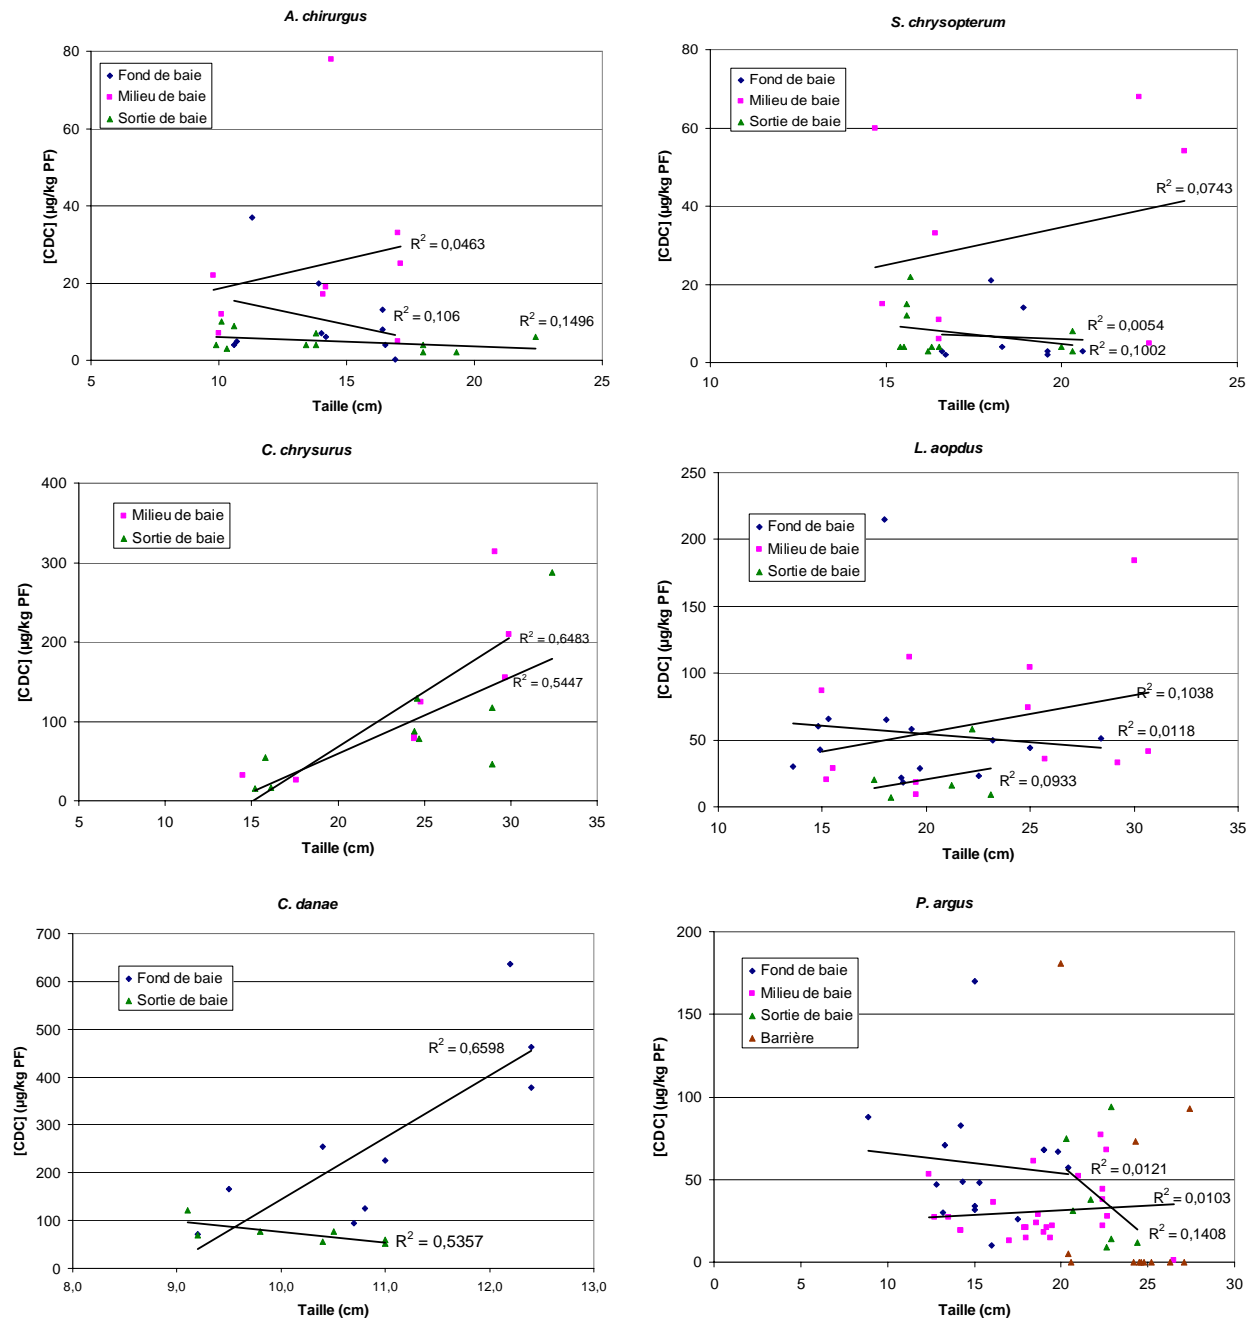 A. chirurgus
[CDC] (µg/kg PF)
80
60
40
20
0
Fond de baie
Milieu de baie
Sortie de baie
R² = 0,0463
R² = 0,106
R² = 0,1496
5 10 15 20 25
Taille (cm)
S. chrysopterum
[CDC] (µg/kg PF)
80
60
40
20
0
Fond de baie
Milieu de baie
Sortie de baie
R² = 0,0743
R² = 0,0054
R² = 0,1002
10 15 20 25
Taille (cm)
C. chrysurus
[CDC] (µg/kg PF)
400
300
200
100
0
Milieu de baie
Sortie de baie
R² = 0,6483
R² = 0,5447
5 10 15 20 25 30 35
Taille (cm)
L. aopdus
[CDC] (µg/kg PF)
250
200
150
100
50
0
Fond de baie
Milieu de baie
Sortie de baie
R² = 0,1038
R² = 0,0118
R² = 0,0933
10 15 20 25 30 35
Taille (cm)
C. danae
[CDC] (µg/kg PF)
700
600
500
400
300
200
100
0
Fond de baie
Sortie de baie
R² = 0,6598
R² = 0,5357
8,0 9,0 10,0 11,0 12,0 13,0
Taille (cm)
P. argus
[CDC] (µg/kg PF)
200
150
100
50
0
Fond de baie
Milieu de baie
Sortie de baie
Barrière
R² = 0,0121
R² = 0,0103
R² = 0,1408
0 5 10 15 20 25 30
Taille (cm)